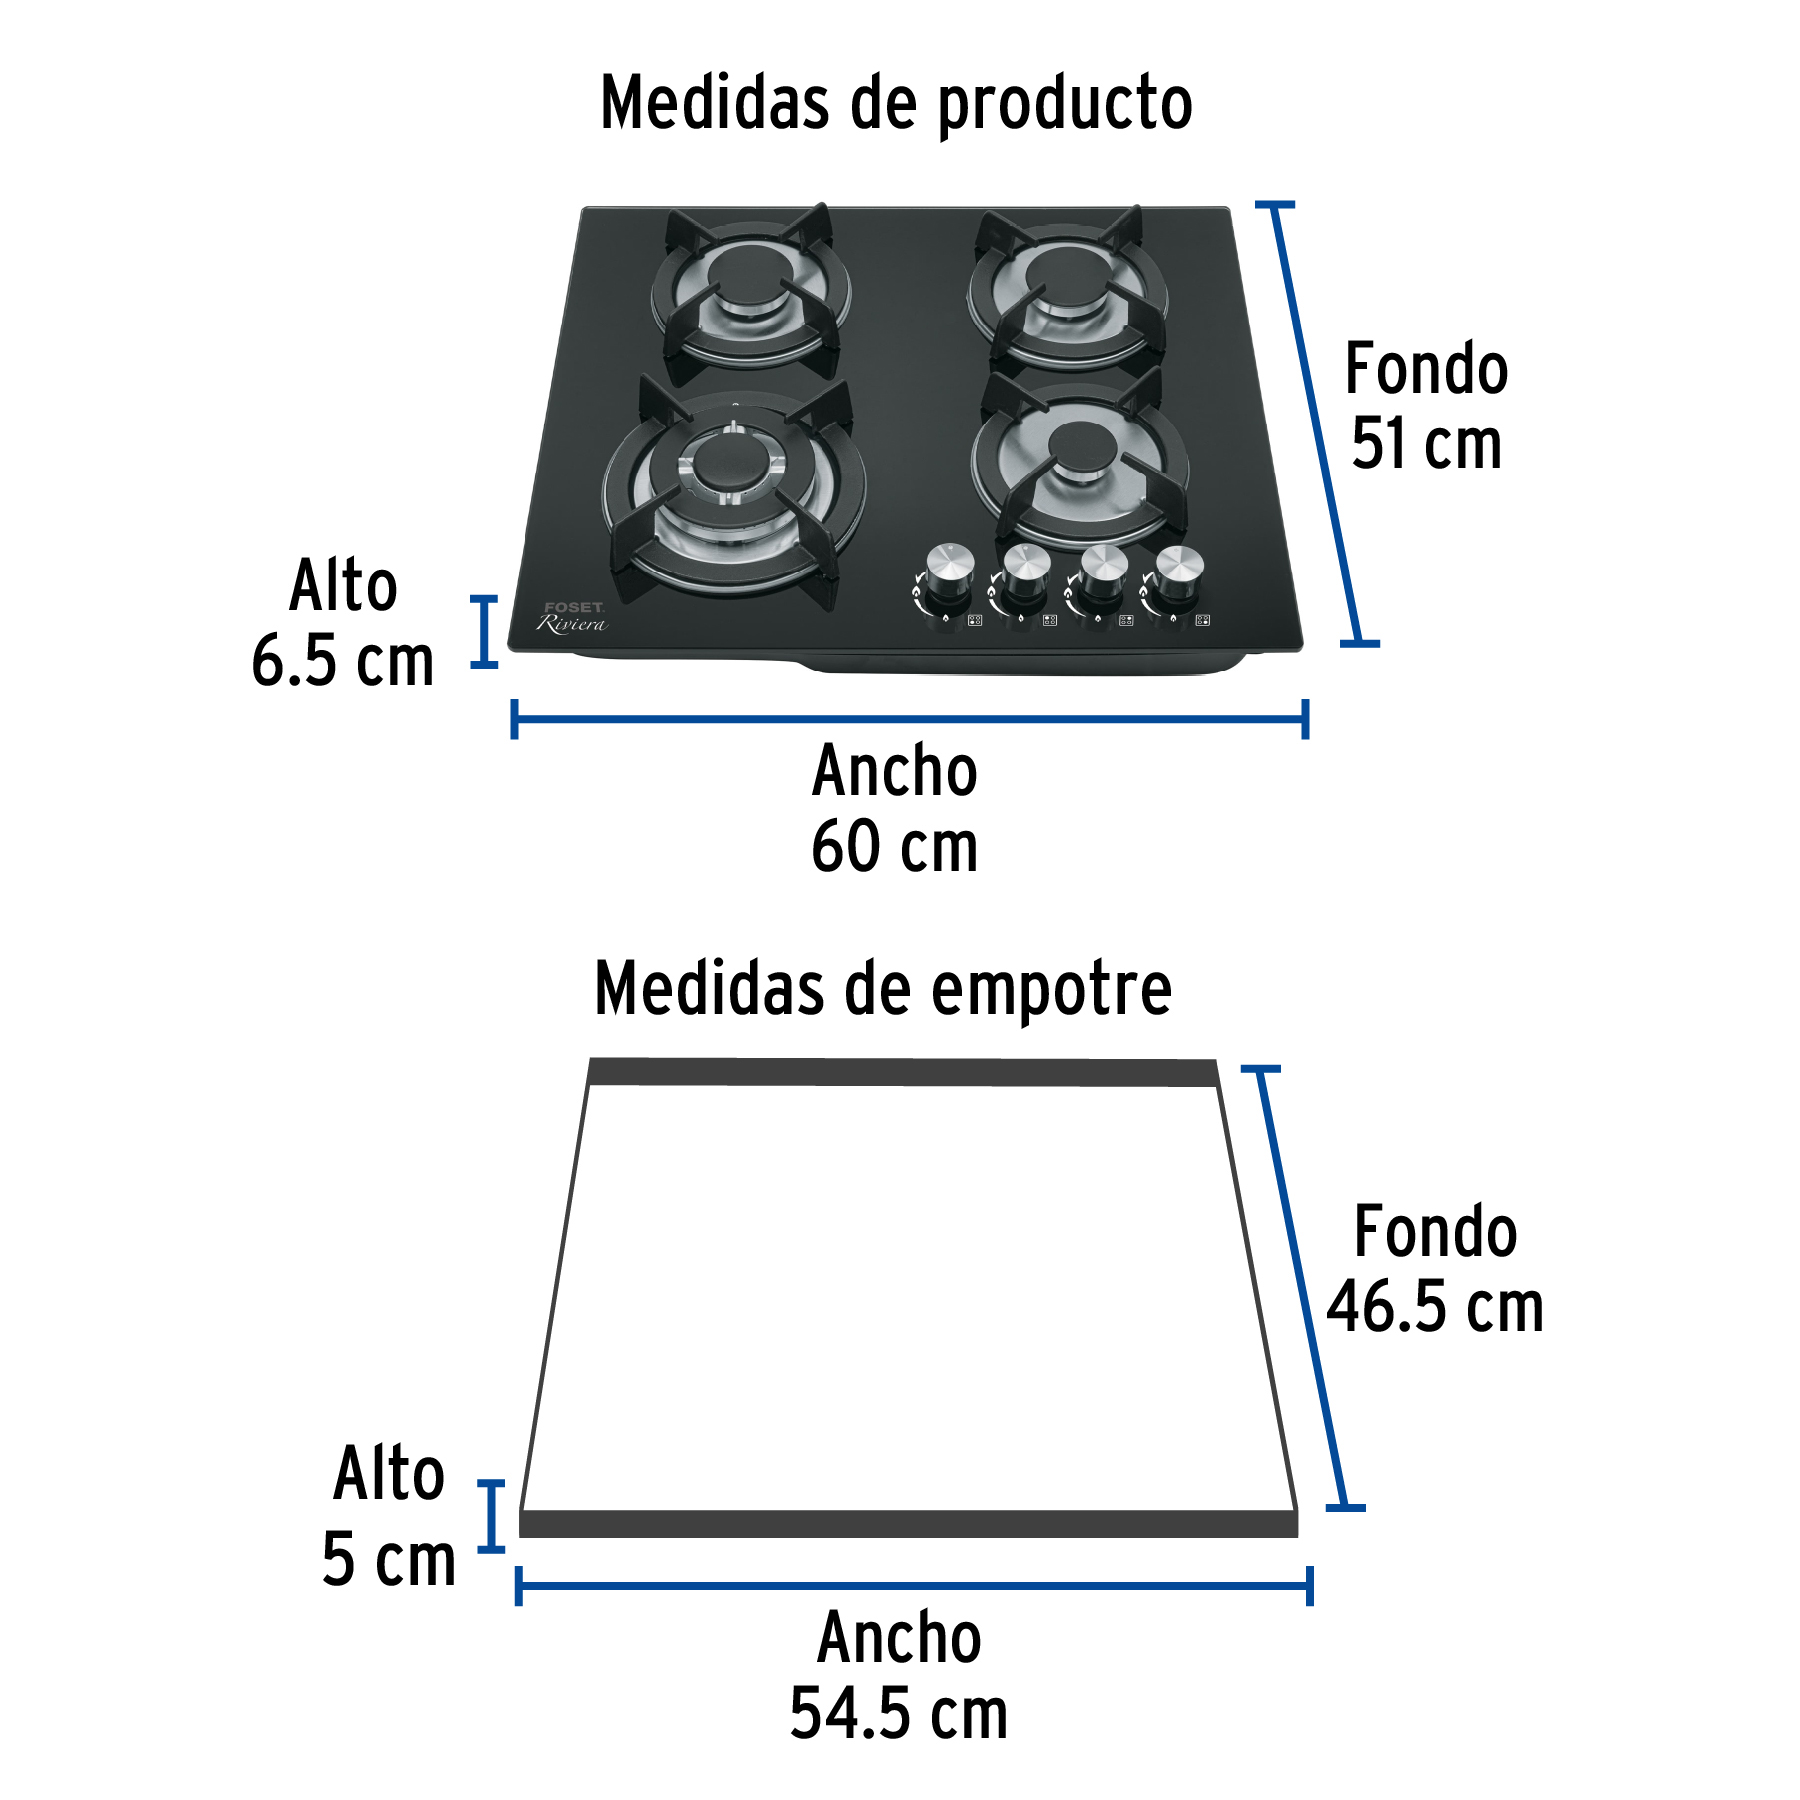 Medidas de producto
Fondo
51 cm
Alto
6.5 cm
FOSET.
Riviera
Ancho
60 cm
Medidas de empotre
Fondo
46.5 cm
Alto
5 cm
Ancho
54.5 cm